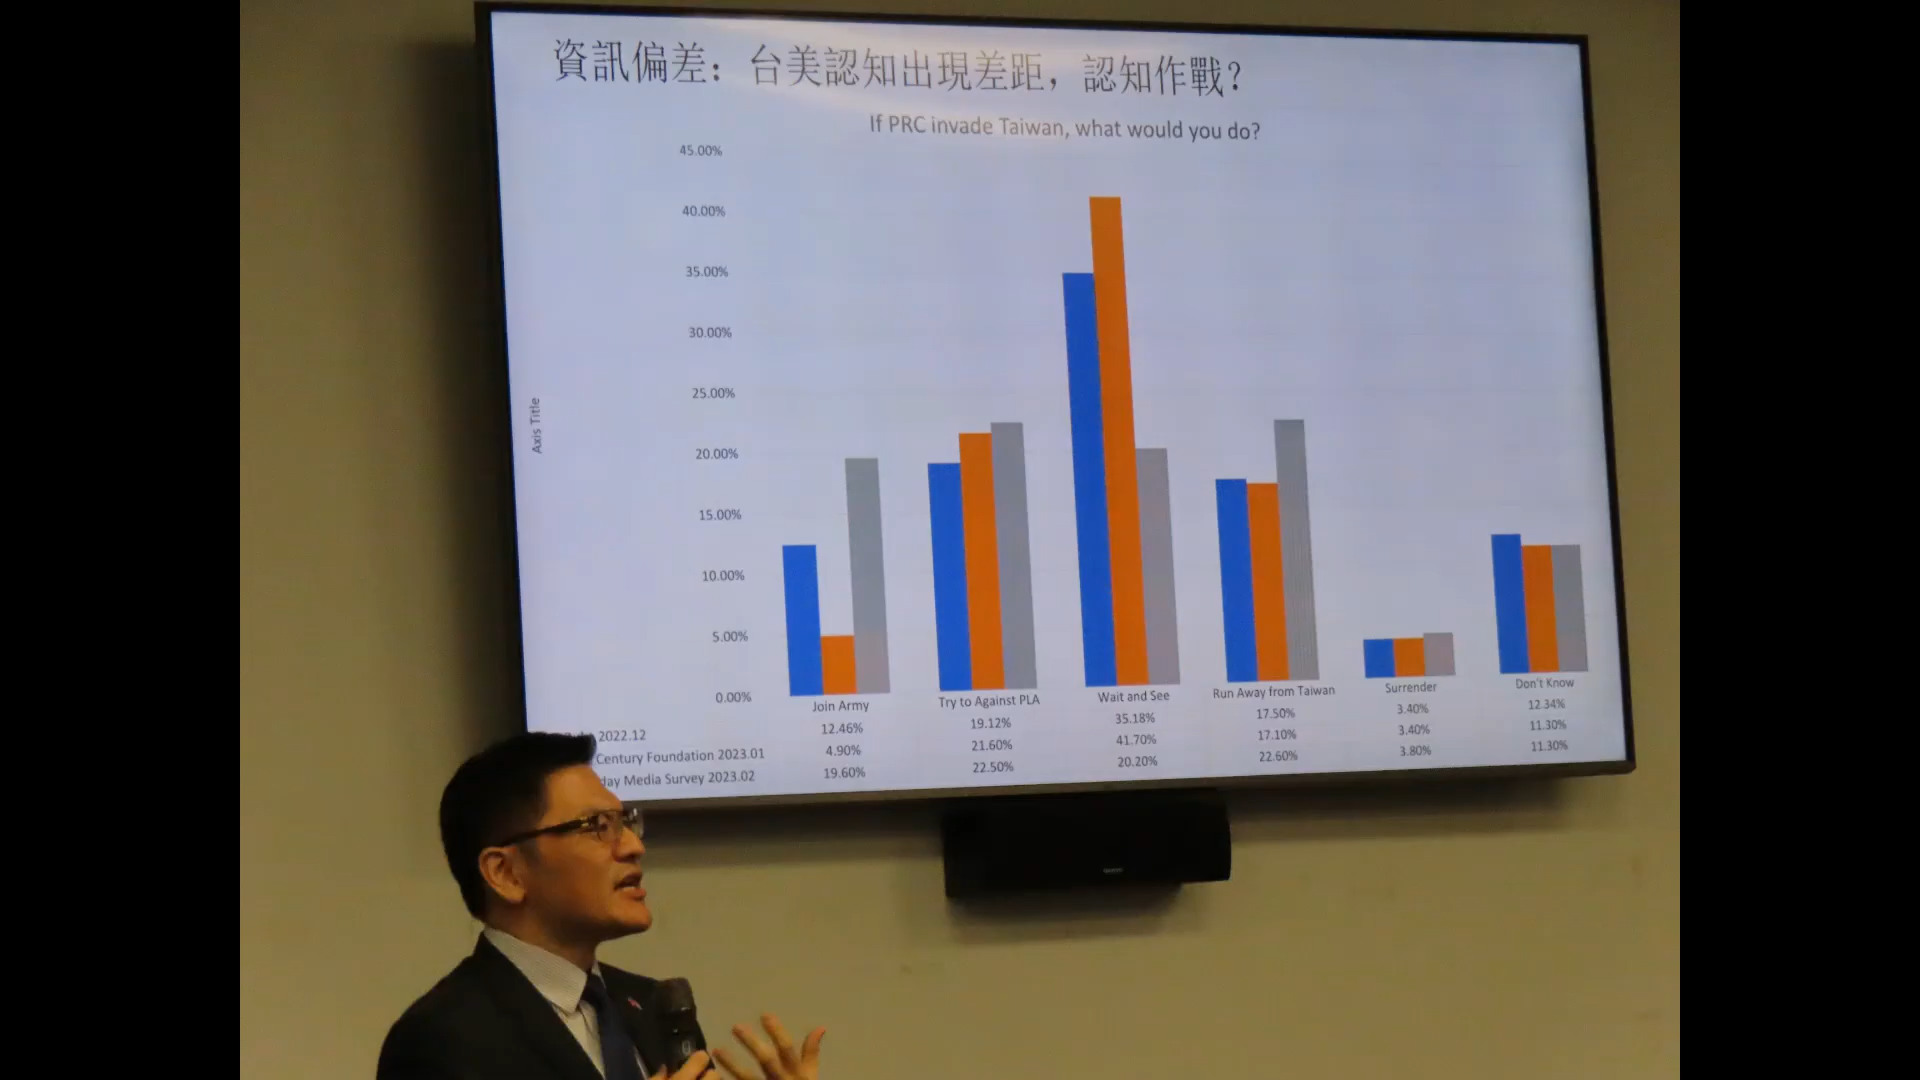 資訊偏差：台美認知出現差距，認知作戰？
If PRC invade Taiwan, what would you do?
45.00%
40.00%
35.00%
30.00%
25.00%
20.00%
15.00%
10.00%
5.00%
0.00%
Axis Title
Join Army Try to Against PLA Wait and See Run Away from Taiwan Surrender Don't Know
2022.12 12.46% 19.12% 35.18% 17.50% 3.40% 12.34%
Century Foundation 2023.01 4.90% 21.60% 41.70% 17.10% 3.40% 11.30%
day Media Survey 2023.02 19.60% 22.50% 20.20% 22.60% 3.80% 11.30%